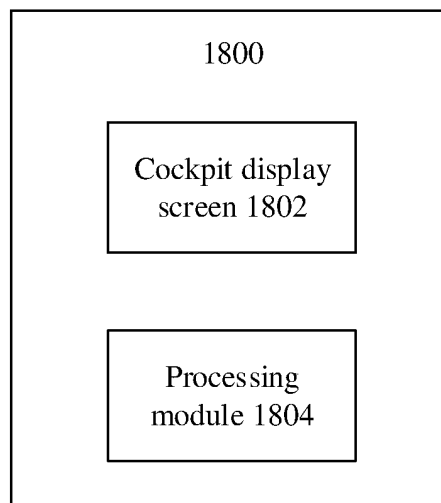 1800
Cockpit display
screen 1802
Processing
module 1804